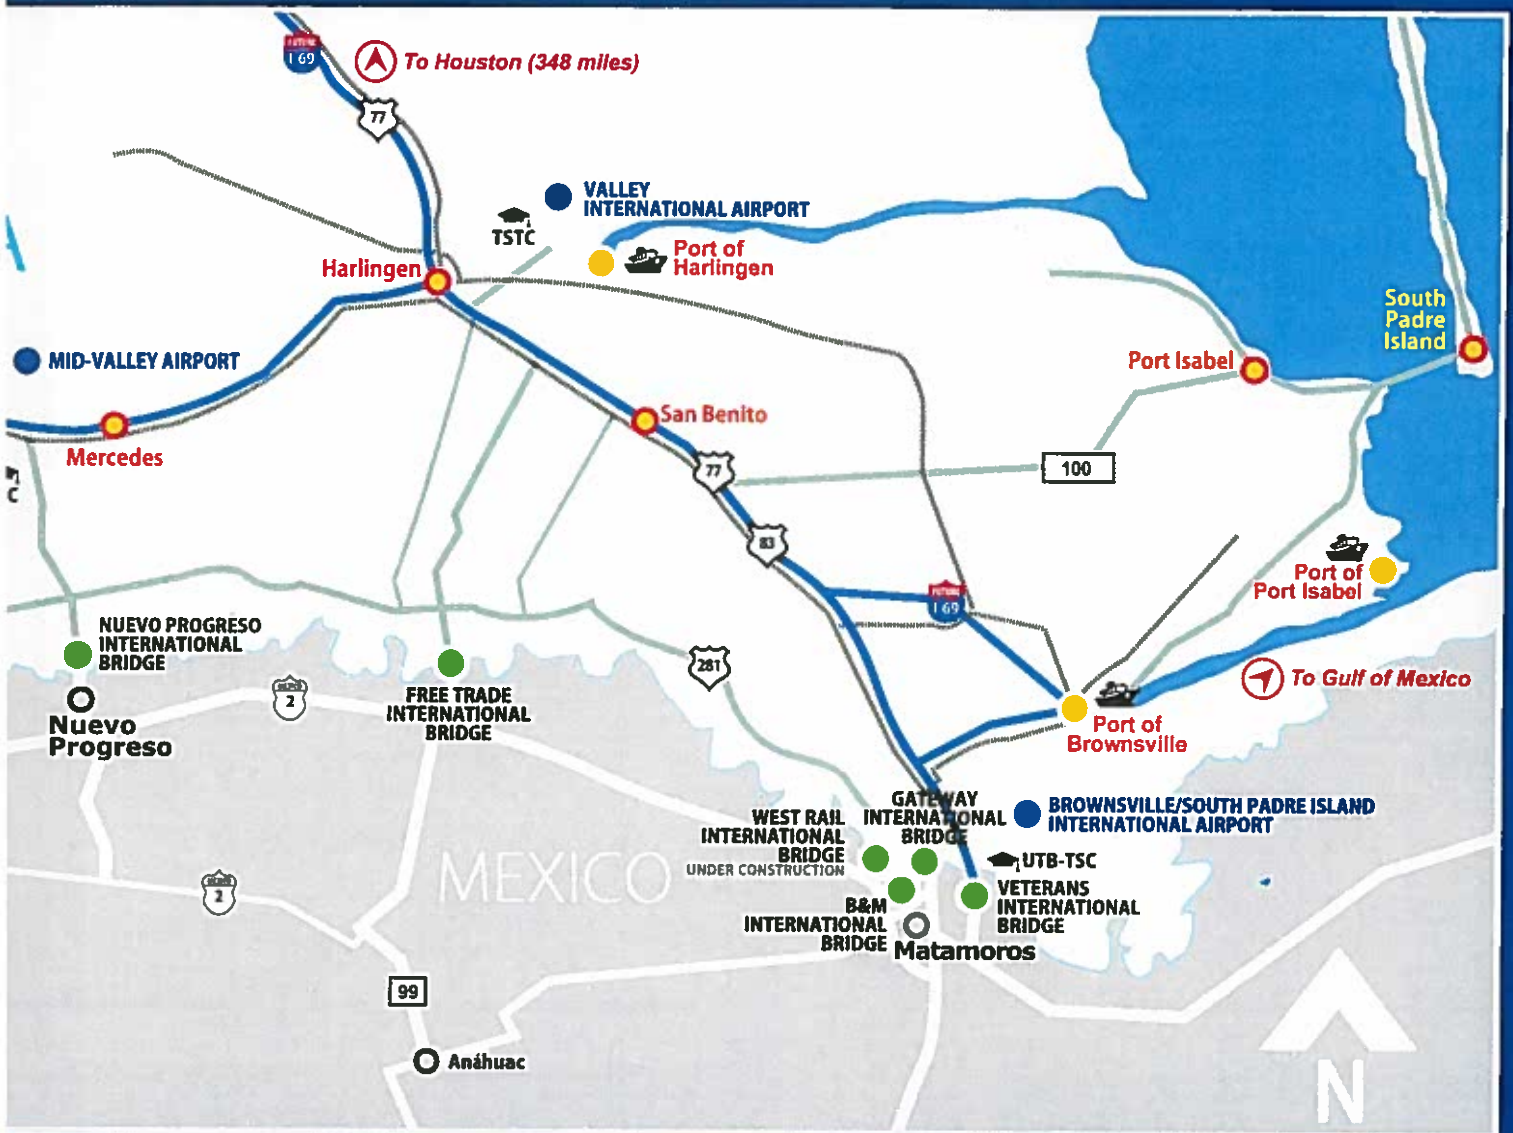 FUTURE
I 69
To Houston (348 miles)
77
VALLEY
INTERNATIONAL AIRPORT
TSTC
Port of
Harlingen
Harlingen
South
Padre
Island
MID-VALLEY AIRPORT
Port Isabel
San Benito
Mercedes
77
100
C
83
Port of
Port Isabel
FUTURE
I 69
NUEVO PROGRESO
INTERNATIONAL
BRIDGE
281
To Gulf of Mexico
MEXICO
2
Nuevo
Progreso
FREE TRADE
INTERNATIONAL
BRIDGE
Port of
Brownsville
GATEWAY
INTERNATIONAL
BRIDGE
BROWNSVILLE/SOUTH PADRE ISLAND
INTERNATIONAL AIRPORT
WEST RAIL
INTERNATIONAL
BRIDGE
UNDER CONSTRUCTION
MEXICO
UTB-TSC
MEXICO
2
VETERANS
INTERNATIONAL
BRIDGE
B&M
INTERNATIONAL
BRIDGE
Matamoros
99
Anáhuac
N